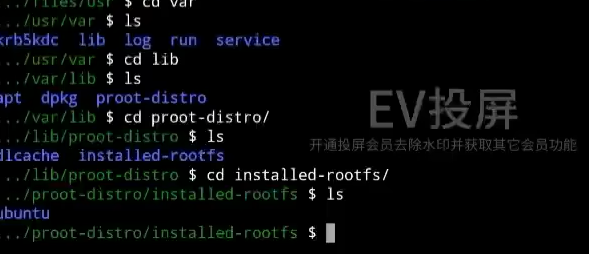 .../files/usr $ cd var
.../usr/var $ ls
krb5kdc lib log run service
.../usr/var $ cd lib
.../var/lib $ ls
apt dpkg proot-distro
.../var/lib $ cd proot-distro/
.../lib/proot-distro $ ls
dlcache installed-rootfs
.../lib/proot-distro $ cd installed-rootfs/
.../proot-distro/installed-rootfs $ ls
ubuntu
.../proot-distro/installed-rootfs $
EV投屏
开通投屏会员去除水印并获取其它会员功能